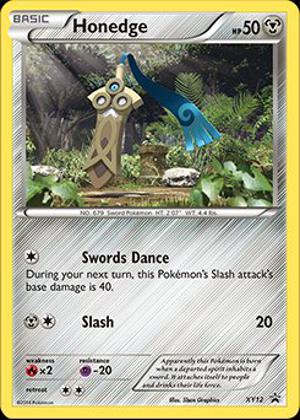 BASIC
Honedge
HP50
NO. 679 Sword Pokémon HT: 2'07" WT: 4.4 lbs.
Swords Dance
During your next turn, this Pokémon's Slash attack's
base damage is 40.
Slash 20
weakness resistance
×2 -20
retreat
Apparently this Pokémon is born
when a departed spirit inhabits a
sword. It attaches itself to people
and drinks their life force.
Illus. 5ban Graphics
XY12
©2014 Pokémon
PROMO